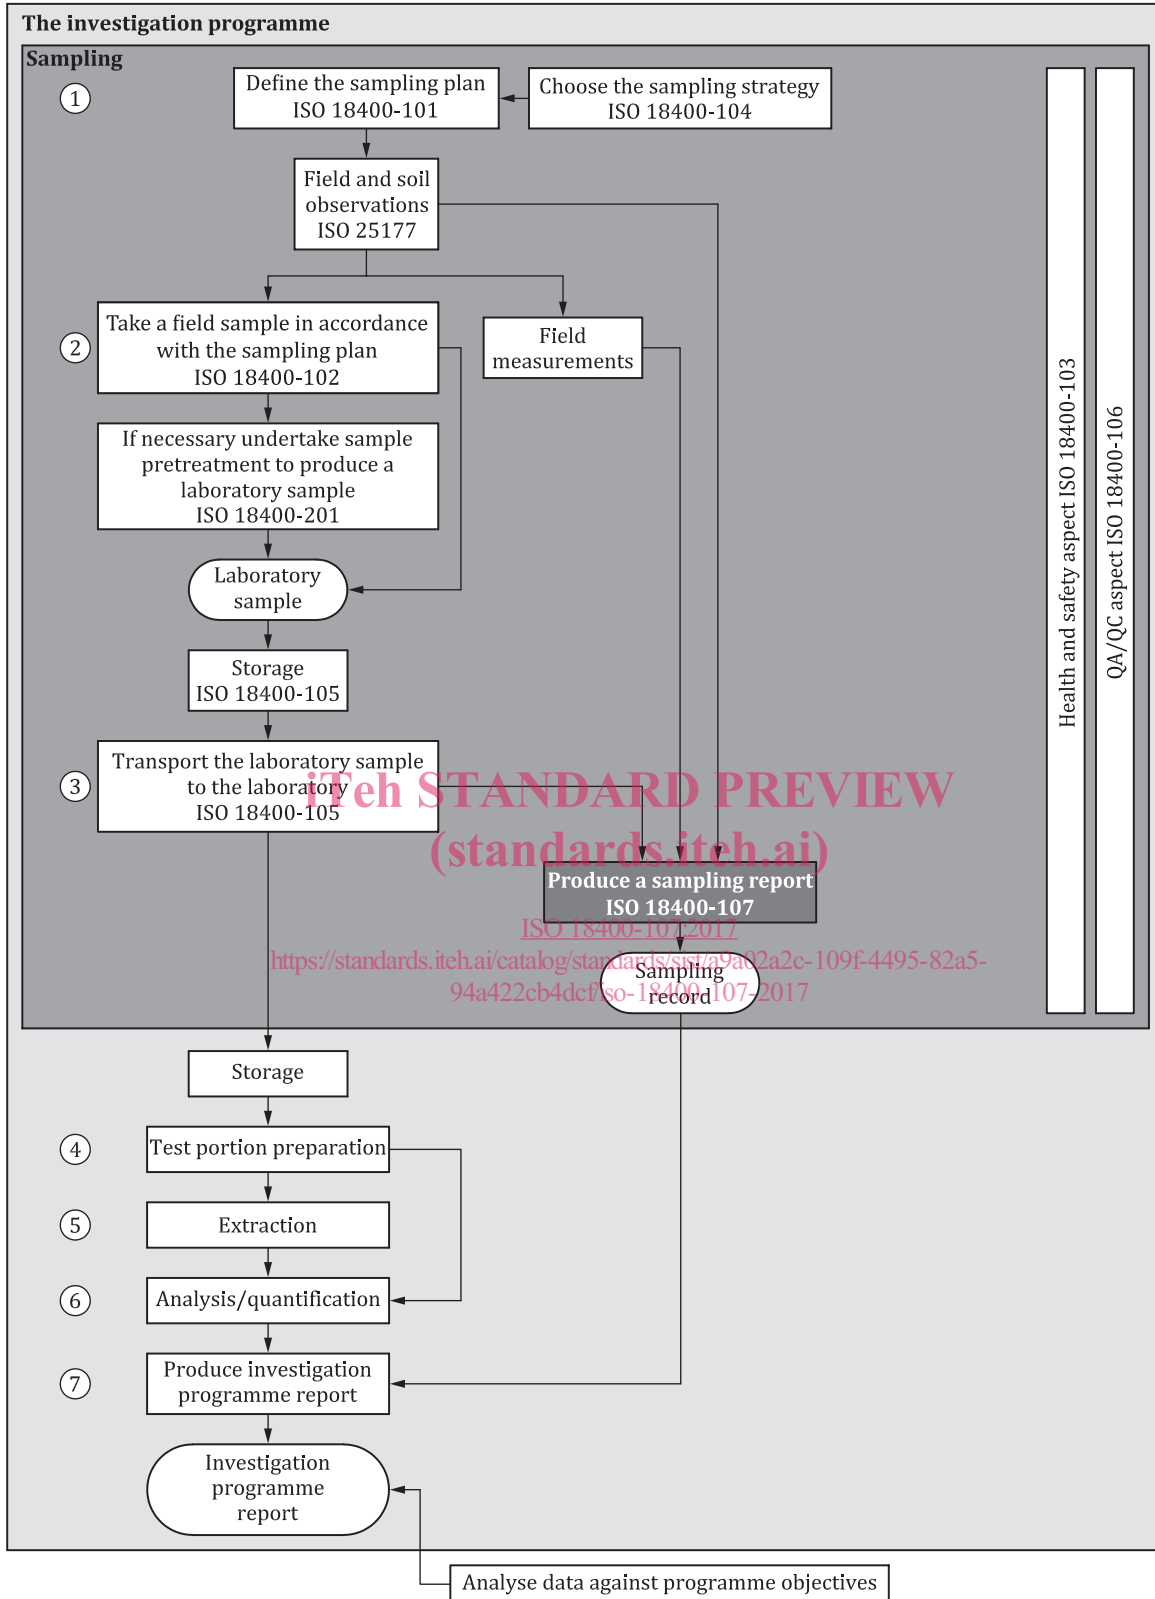 The investigation programme
Sampling
1
Define the sampling plan
ISO 18400-101
Choose the sampling strategy
ISO 18400-104
Field and soil
observations
ISO 25177
2
Take a field sample in accordance
with the sampling plan
ISO 18400-102
Field
measurements
If necessary undertake sample
pretreatment to produce a
laboratory sample
ISO 18400-201
Laboratory
sample
Storage
ISO 18400-105
3
Transport the laboratory sample
to the laboratory
ISO 18400-105
iTeh STANDARD PREVIEW
(standards.iteh.ai)
Produce a sampling report
ISO 18400-107
ISO 18400-107:2017
https://standards.iteh.ai/catalog/standards/sist/a9a02a2c-109f-4495-82a5-
94a422cb4dcf/iso-18400-107-2017
Sampling
record
Health and safety aspect ISO 18400-103
QA/QC aspect ISO 18400-106
Storage
4
Test portion preparation
5
Extraction
6
Analysis/quantification
7
Produce investigation
programme report
Investigation
programme
report
Analyse data against programme objectives